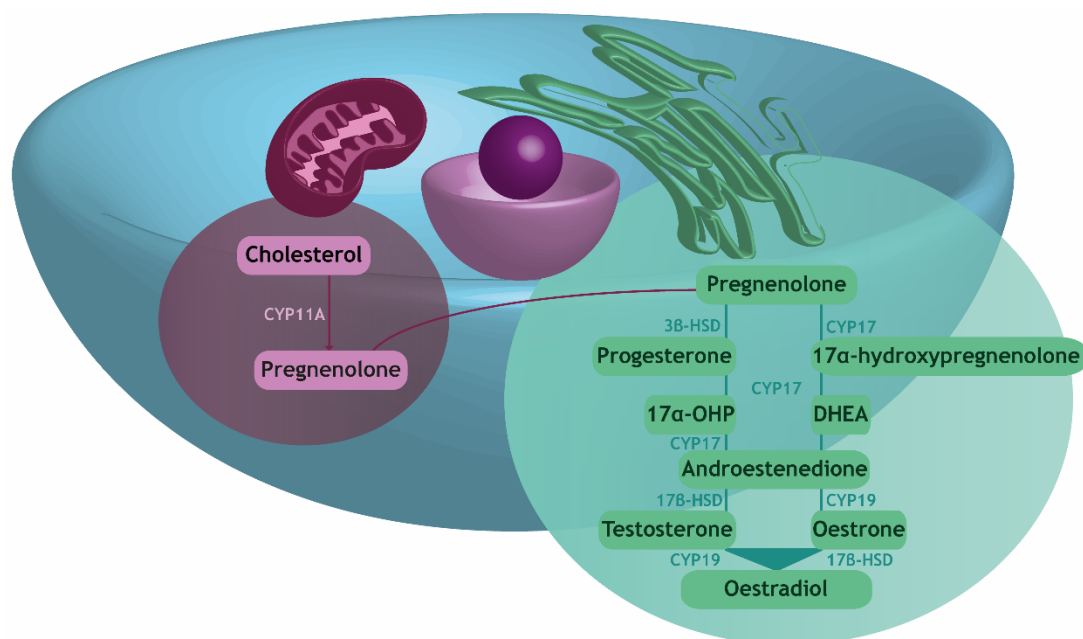 Cholesterol
CYP11A
Pregnenolone
Pregnenolone
3B-HSD
CYP17
Progesterone
17α-hydroxypregnenolone
CYP17
17α-OHP
DHEA
CYP17
Androestenedione
17B-HSD
CYP19
Testosterone
Oestrone
CYP19
17B-HSD
Oestradiol